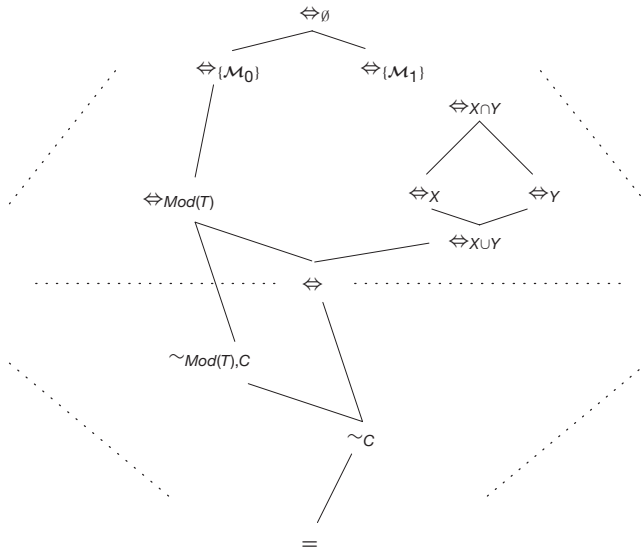 ⇔∅
⇔{𝓜0} ⇔{𝓜1}
⇔X∩Y
⇔Mod(T) ⇔X ⇔Y
⇔X∪Y
⇔
∼Mod(T),C
∼C
=